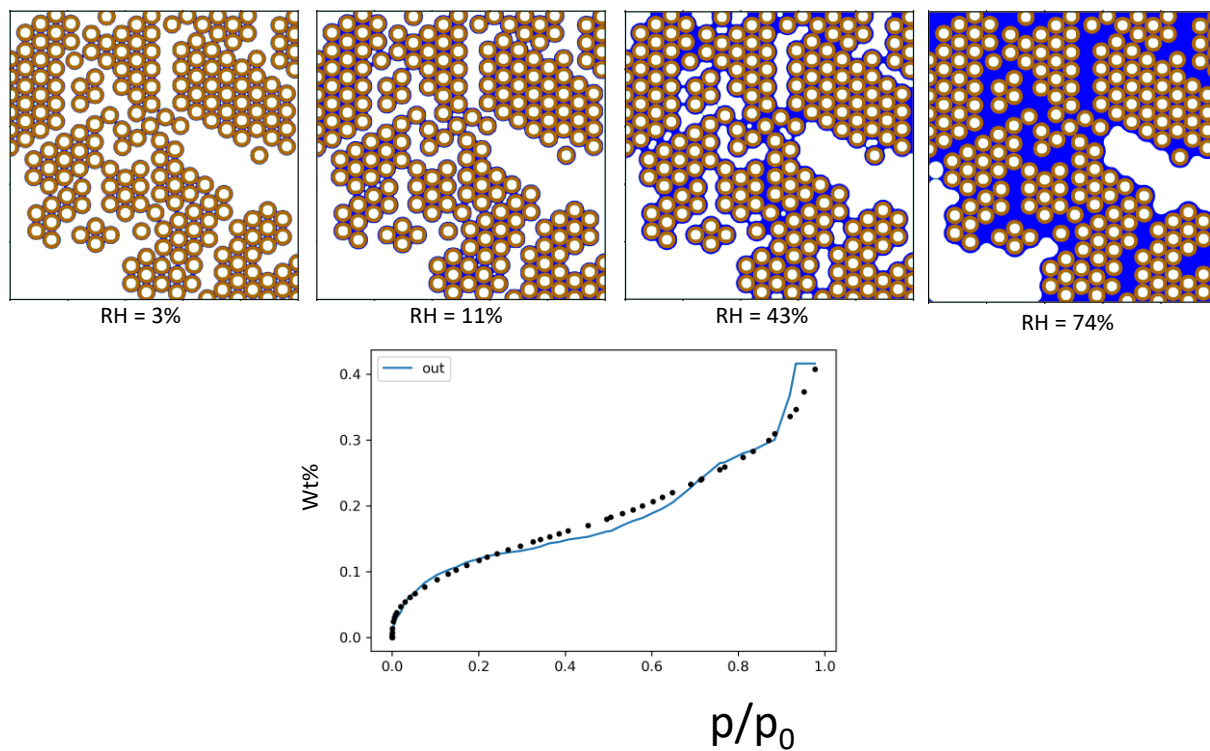 RH = 3%
RH = 11%
RH = 43%
RH = 74%
out
Wt%
0.4
0.3
0.2
0.1
0.0
0.0
0.2
0.4
0.6
0.8
1.0
p/p₀